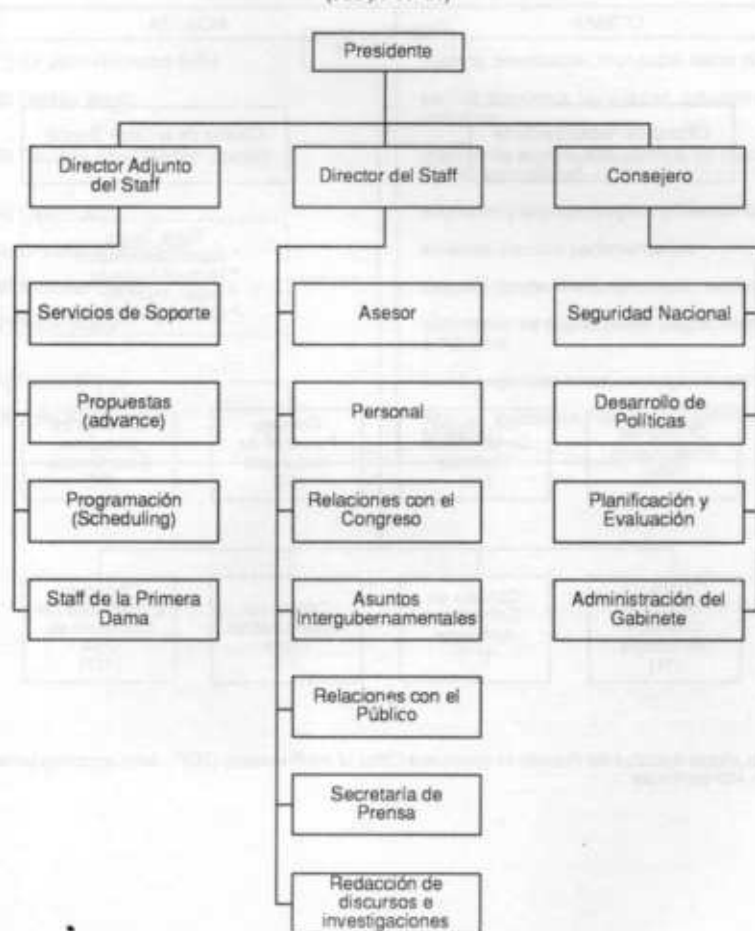 Presidente
Director Adjunto
del Staff
Director del Staff
Consejero
Servicios de Soporte
Propuestas
(advance)
Programación
(Scheduling)
Staff de la Primera
Dama
Asesor
Personal
Relaciones con el
Congreso
Asuntos
Intergubernamentales
Relaciones con el
Público
Secretaría de
Prensa
Redacción de
discursos e
investigaciones
Seguridad Nacional
Desarrollo de
Políticas
Planificación y
Evaluación
Administración del
Gabinete